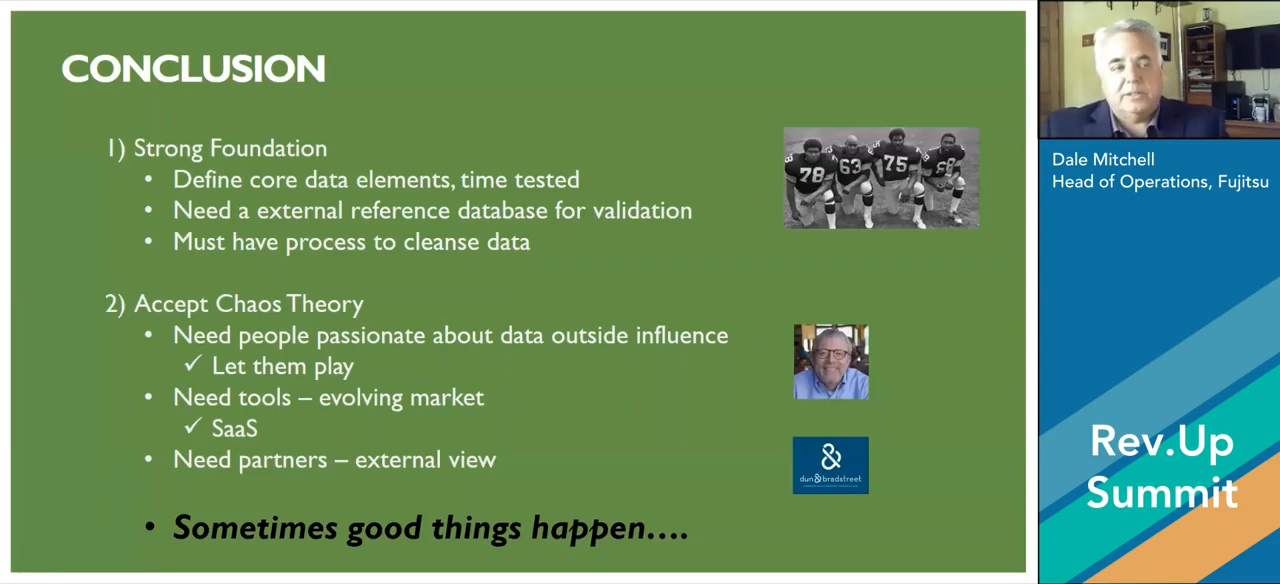 CONCLUSION
1) Strong Foundation
• Define core data elements, time tested
• Need a external reference database for validation
• Must have process to cleanse data
2) Accept Chaos Theory
• Need people passionate about data outside influence
✓ Let them play
• Need tools – evolving market
✓ SaaS
• Need partners – external view
• Sometimes good things happen....
78
63
75
dun & bradstreet
Dale Mitchell
Head of Operations, Fujitsu
Rev.Up
Summit